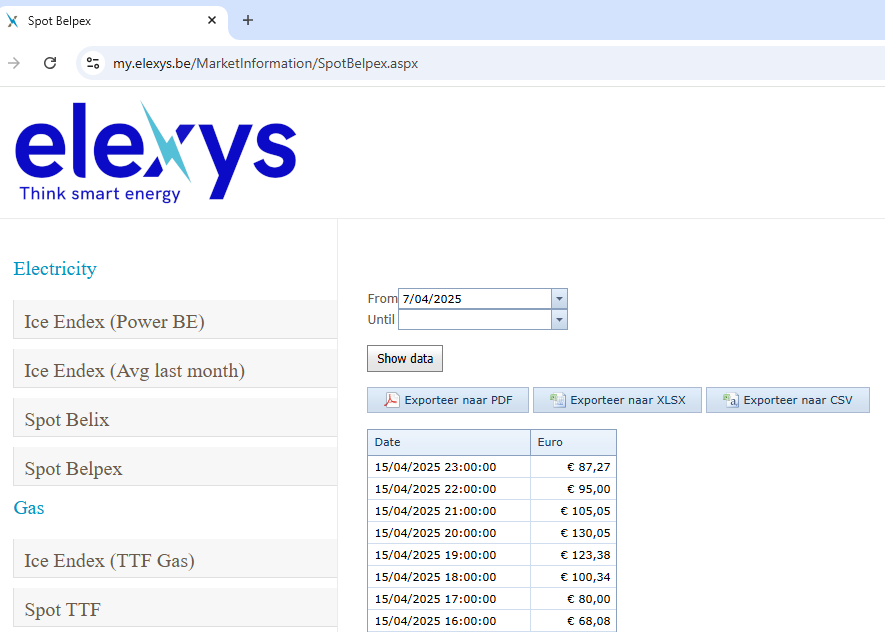 Spot Belpex
my.elexys.be/MarketInformation/SpotBelpex.aspx
elexys
Think smart energy
Electricity
Ice Endex (Power BE)
Ice Endex (Avg last month)
Spot Belix
Spot Belpex
Gas
Ice Endex (TTF Gas)
Spot TTF
From 7/04/2025
Until
Show data
Exporteer naar PDF Exporteer naar XLSX Exporteer naar CSV
Date Euro
15/04/2025 23:00:00 € 87,27
15/04/2025 22:00:00 € 95,00
15/04/2025 21:00:00 € 105,05
15/04/2025 20:00:00 € 130,05
15/04/2025 19:00:00 € 123,38
15/04/2025 18:00:00 € 100,34
15/04/2025 17:00:00 € 80,00
15/04/2025 16:00:00 € 68,08